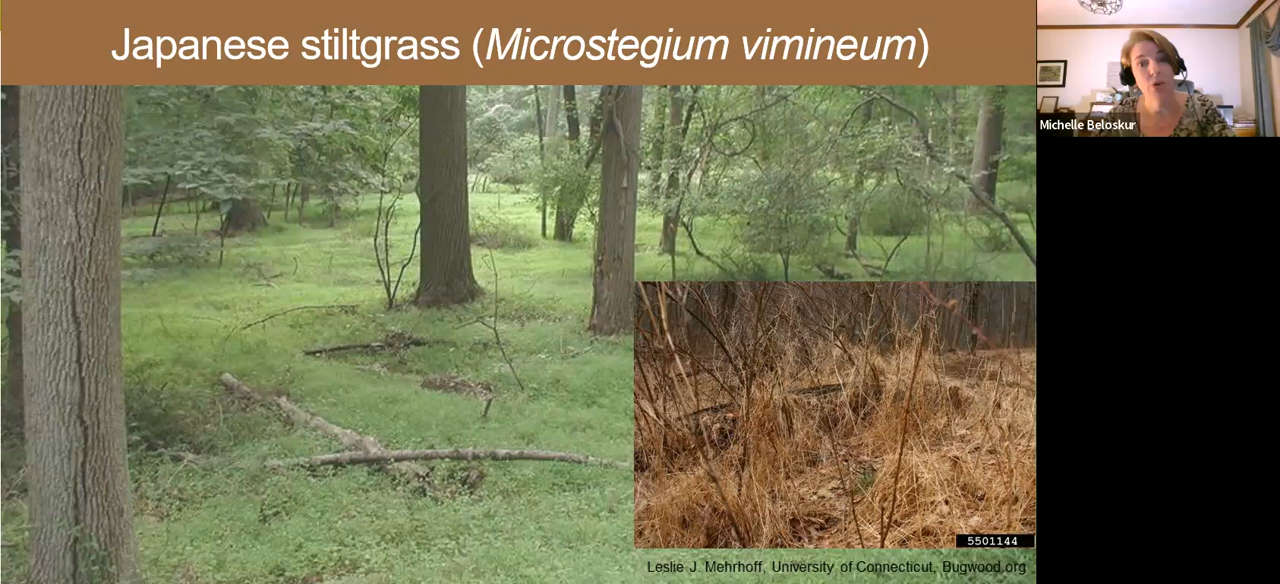 Japanese stiltgrass (Microstegium vimineum)
Michelle Beloskur
5501144
Leslie J. Mehrhoff, University of Connecticut, Bugwood.org